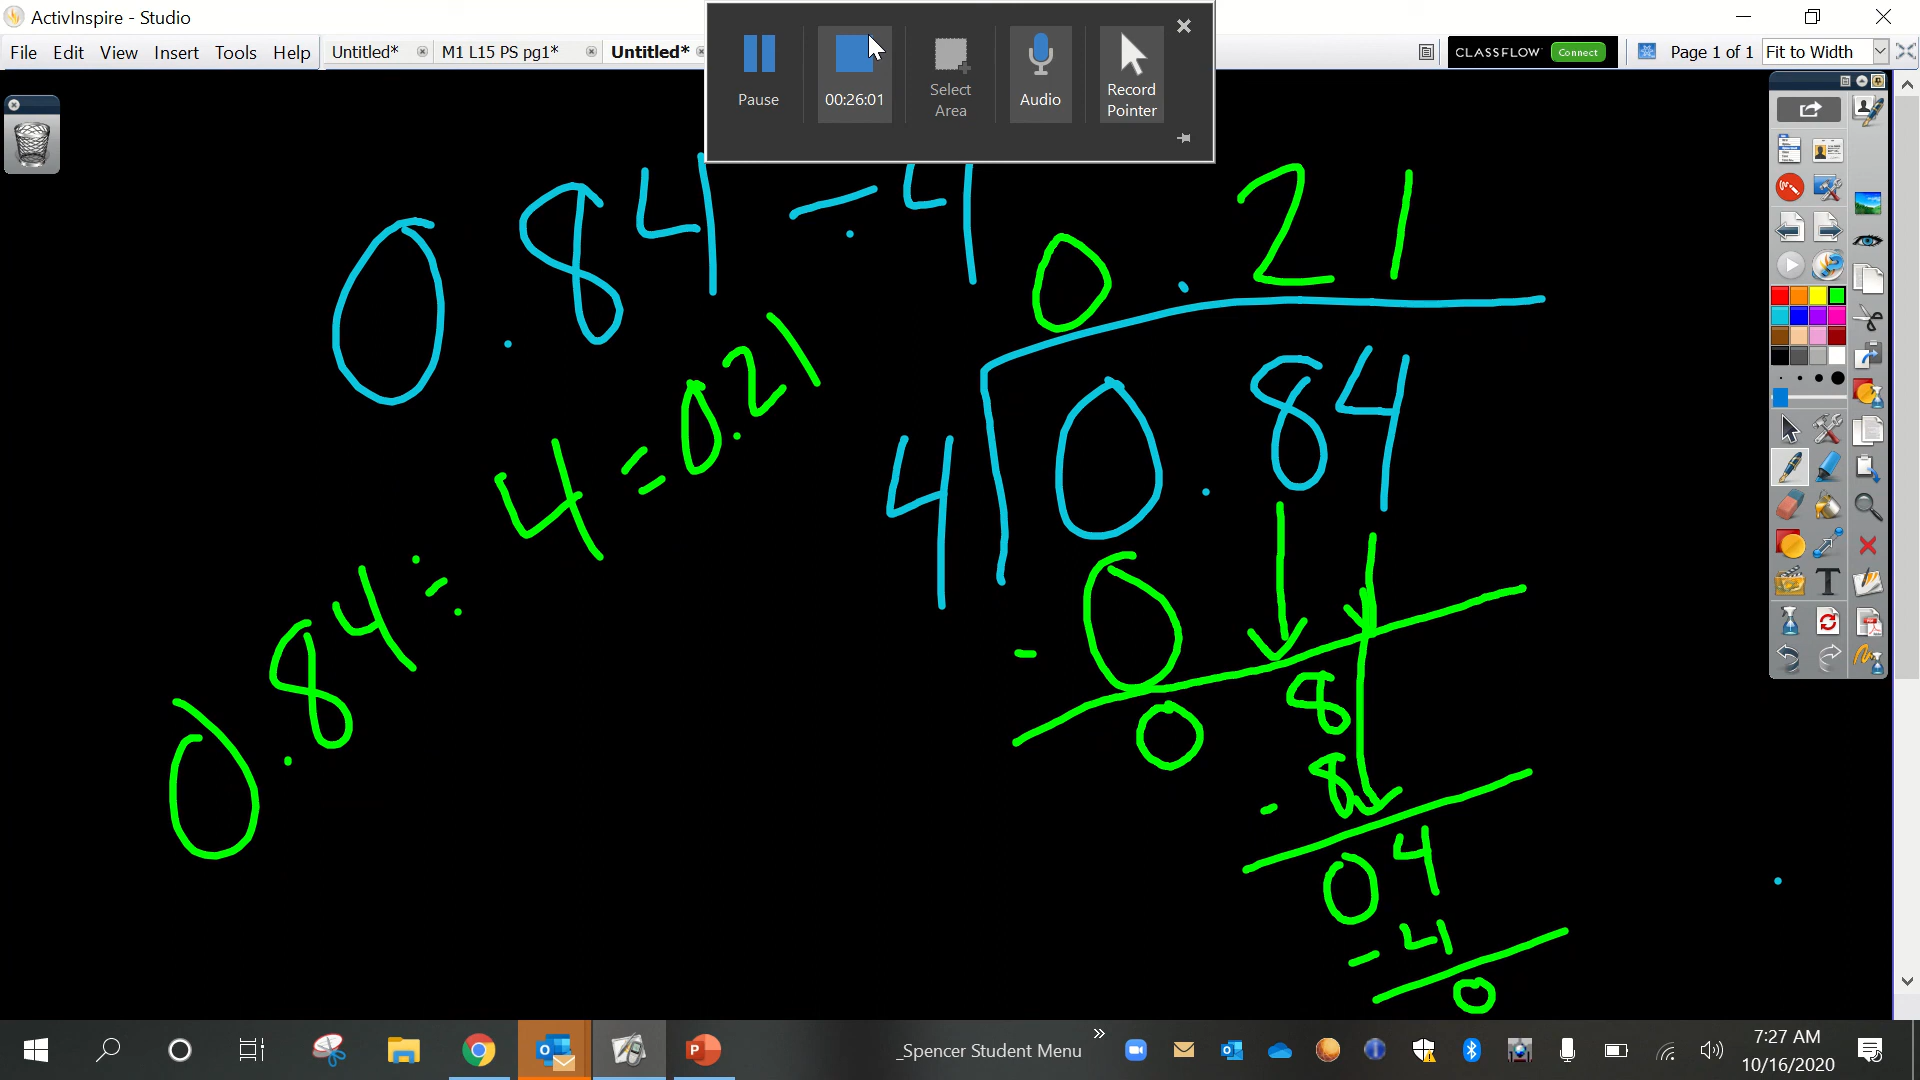 ActivInspire - Studio
File Edit View Insert Tools Help
Untitled* M1 L15 PS pg1* Untitled*
Pause 00:26:01 Select Area Audio Record Pointer
CLASSFLOW Connect Page 1 of 1 Fit to Width
0.84 ÷ 4
0.21
4 0.84
- 0
0 8
- 8
0 4
- 4
0
0.84 ÷ 4 = 0.21
_Spencer Student Menu »
7:27 AM
10/16/2020